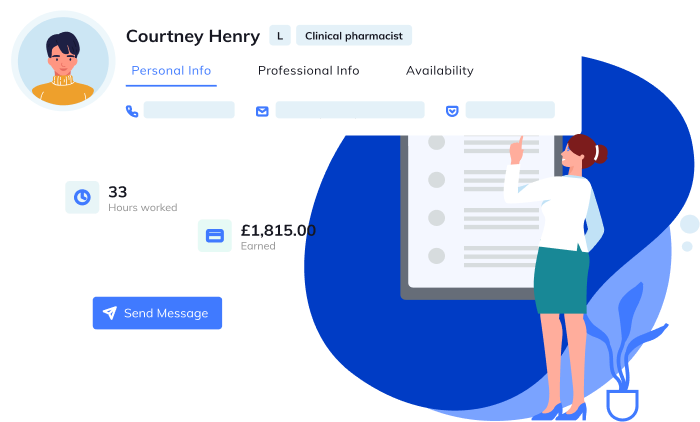 Courtney Henry L Clinical pharmacist
Personal Info Professional Info Availability
33
Hours worked
£1,815.00
Earned
Send Message